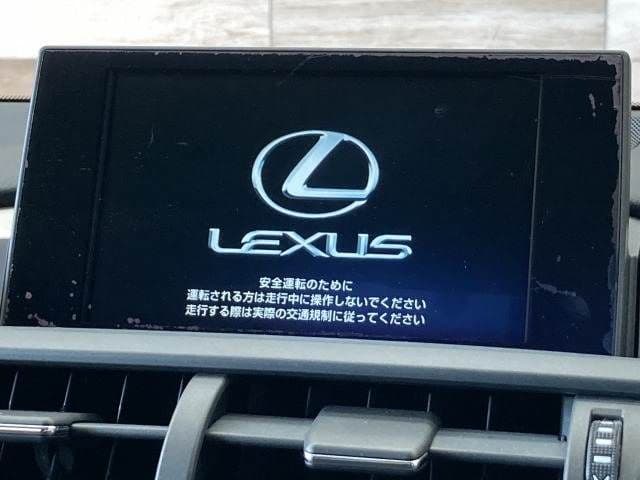 LEXUS
安全運転のために
運転される方は走行中に操作しないでください
走行する際は実際の交通規制に従ってください